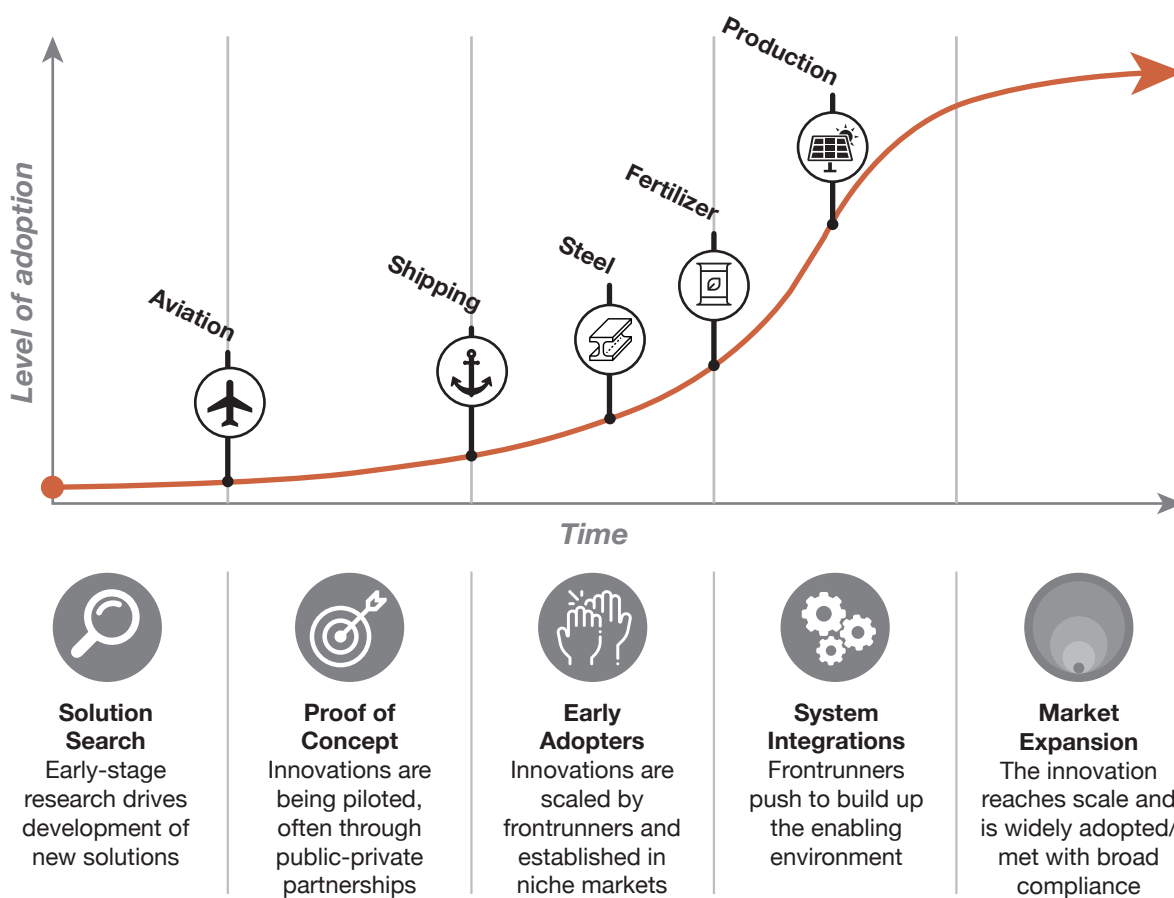 Production
Fertilizer
Steel
Shipping
Aviation
Level of adoption
Time
Solution
Search
Early-stage
research drives
development of
new solutions
Proof of
Concept
Innovations are
being piloted,
often through
public-private
partnerships
Early
Adopters
Innovations are
scaled by
frontrunners and
established in
niche markets
System
Integrations
Frontrunners
push to build up
the enabling
environment
Market
Expansion
The innovation
reaches scale and
is widely adopted/
met with broad
compliance